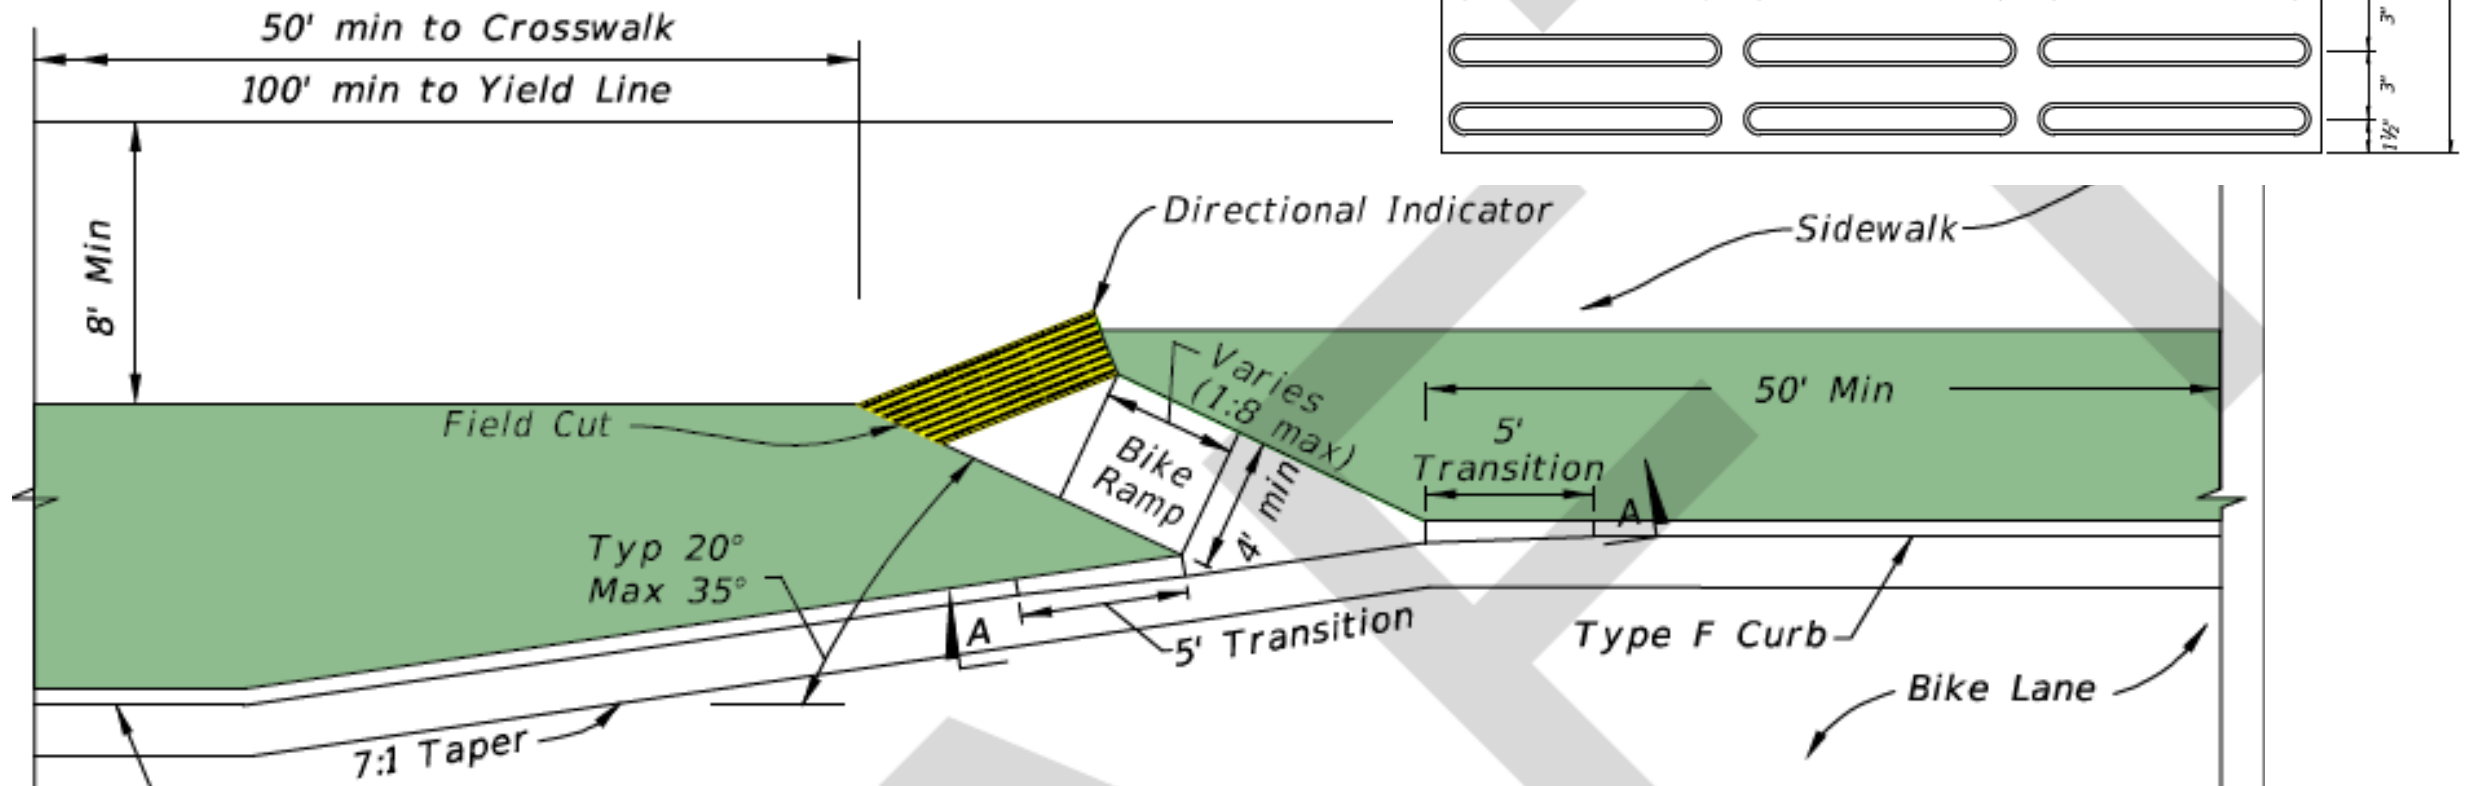 50' min to Crosswalk
100' min to Yield Line
3"
3"
1½"
8' Min
Directional Indicator
Sidewalk
Field Cut
Varies
(1:8 max)
50' Min
5'
Transition
Bike
Ramp
4' min
A
Typ 20°
Max 35°
A
5' Transition
Type F Curb
Bike Lane
7:1 Taper